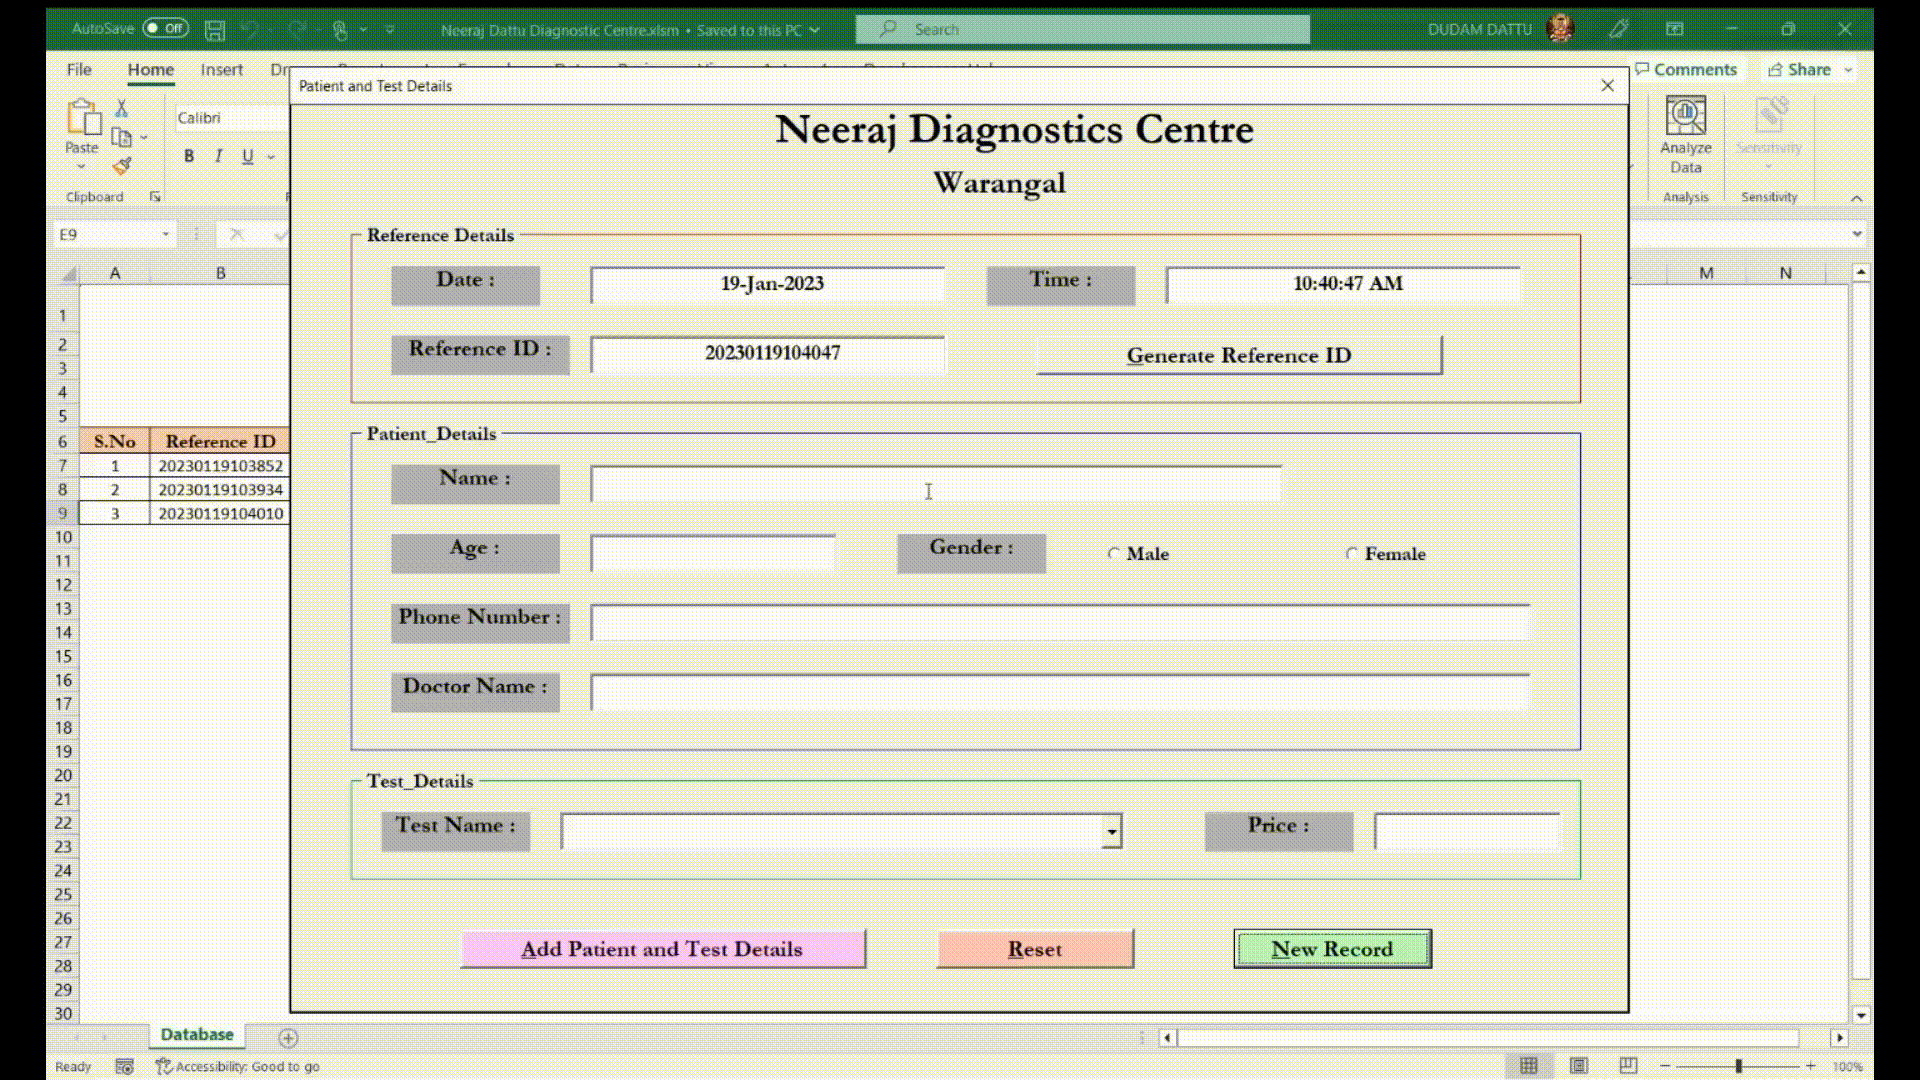 AutoSave Off Neeraj Dattu Diagnostic Centre.xlsm • Saved to this PC Search DUDAM DATTU
File Home Insert Comments Share
Patient and Test Details
Paste
Clipboard
Calibri
B I U
Analyze
Data
Analysis
Sensitivity
Sensitivity
E9
A B M N
Neeraj Diagnostics Centre
Warangal
Reference Details
Date : 19-Jan-2023 Time : 10:40:47 AM
Reference ID : 20230119104047 Generate Reference ID
Patient_Details
Name :
Age : Gender : Male Female
Phone Number :
Doctor Name :
Test_Details
Test Name : Price :
Add Patient and Test Details Reset New Record
1
2
3
4
5
6 S.No Reference ID
7 1 20230119103852
8 2 20230119103934
9 3 20230119104010
10
11
12
13
14
15
16
17
18
19
20
21
22
23
24
25
26
27
28
29
30
Database
Ready Accessibility: Good to go 100%